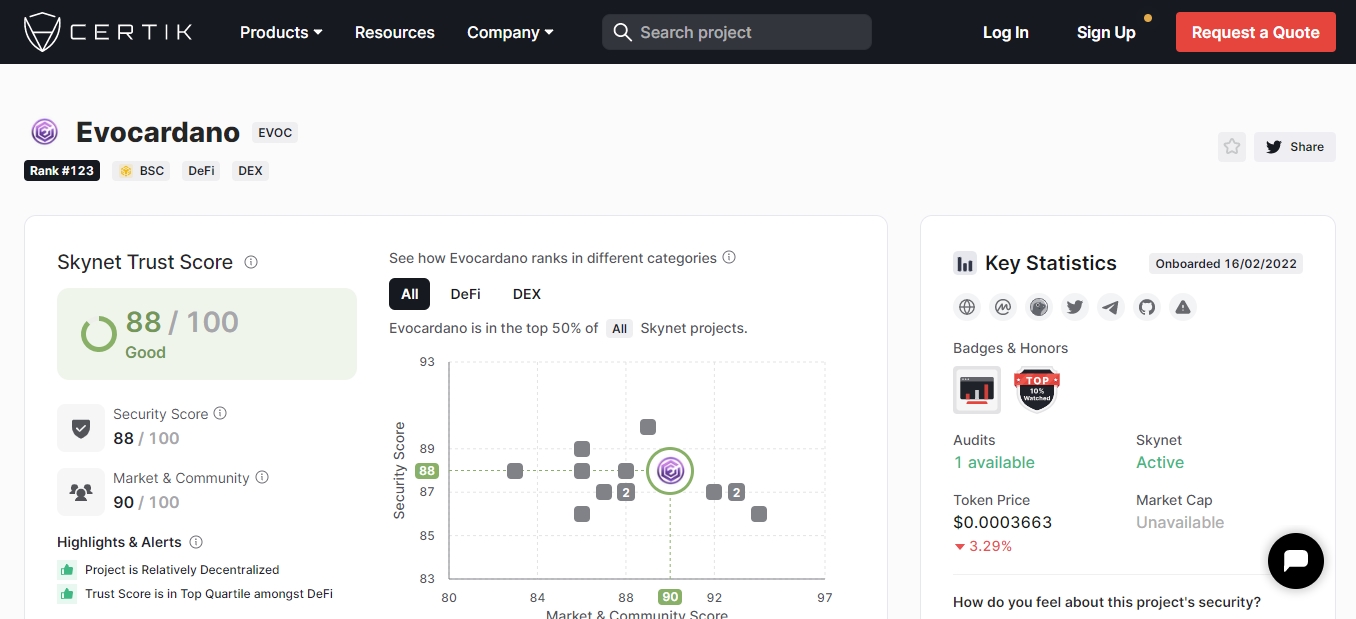 CERTIK Products Resources Company Search project Log In Sign Up Request a Quote
Evocardano EVOC
Rank #123 BSC DeFi DEX
Share
Skynet Trust Score
88 / 100
Good
Security Score
88 / 100
Market & Community
90 / 100
Highlights & Alerts
Project is Relatively Decentralized
Trust Score is in Top Quartile amongst DeFi
See how Evocardano ranks in different categories
All DeFi DEX
Evocardano is in the top 50% of All Skynet projects.
Security Score
93
89
88
87
85
83
2
2
80 84 88 90 92 97
Market & Community Score
Key Statistics Onboarded 16/02/2022
Badges & Honors
TOP
10%
Watched
Audits Skynet
1 available Active
Token Price Market Cap
$0.0003663 Unavailable
3.29%
How do you feel about this project's security?